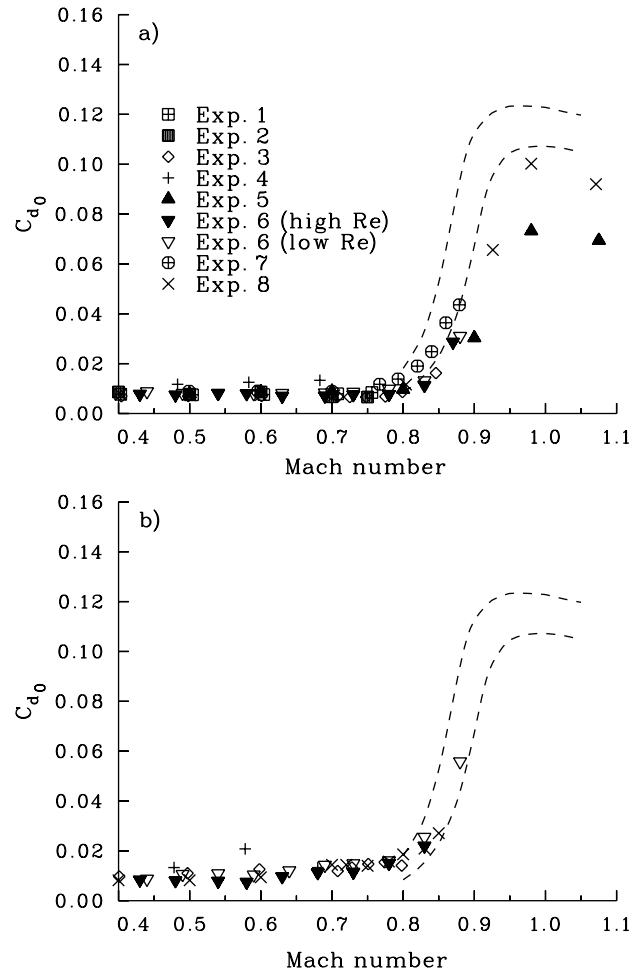 a)
0.16
0.14
0.12
0.10
0.08
0.06
0.04
0.02
0.00
C_d_0
Exp. 1
Exp. 2
Exp. 3
Exp. 4
Exp. 5
Exp. 6 (high Re)
Exp. 6 (low Re)
Exp. 7
Exp. 8
0.4 0.5 0.6 0.7 0.8 0.9 1.0 1.1
Mach number
b)
0.16
0.14
0.12
0.10
0.08
0.06
0.04
0.02
0.00
C_d_0
0.4 0.5 0.6 0.7 0.8 0.9 1.0 1.1
Mach number